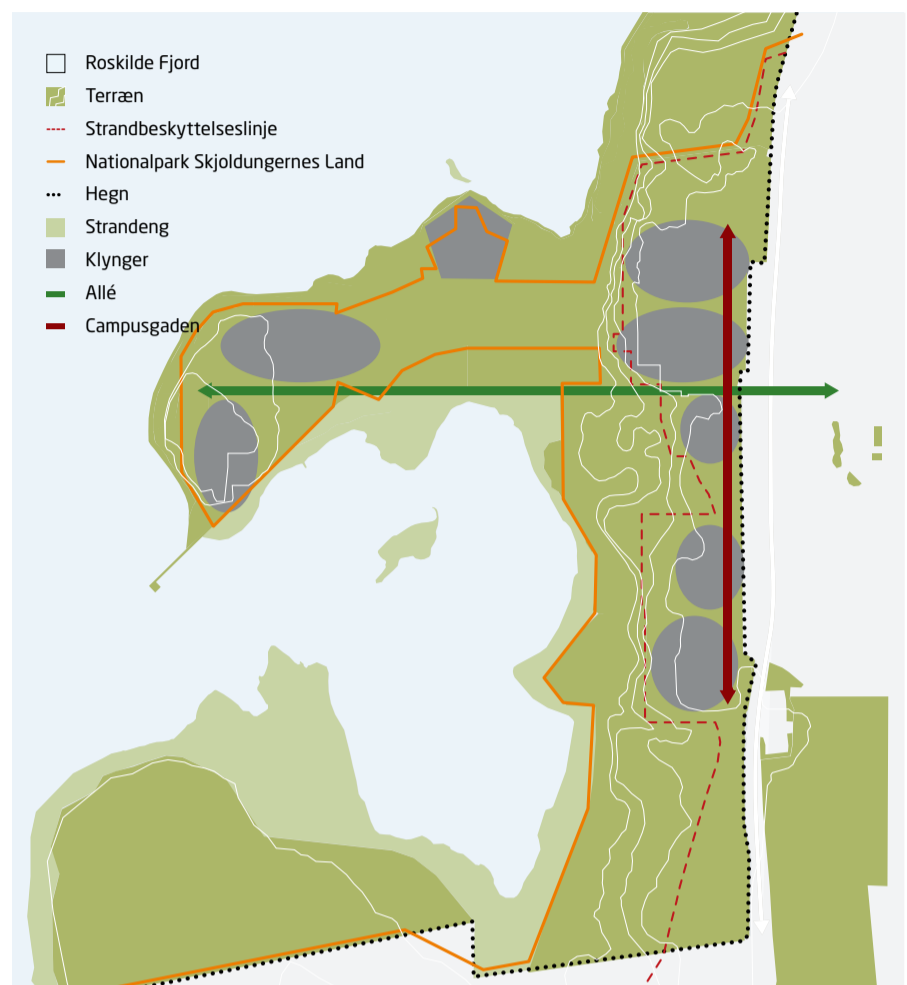 Roskilde Fjord
Terræn
Strandbeskyttelseslinje
Nationalpark Skjoldungernes Land
Hegn
Strandeng
Klynger
Allé
Campusgaden